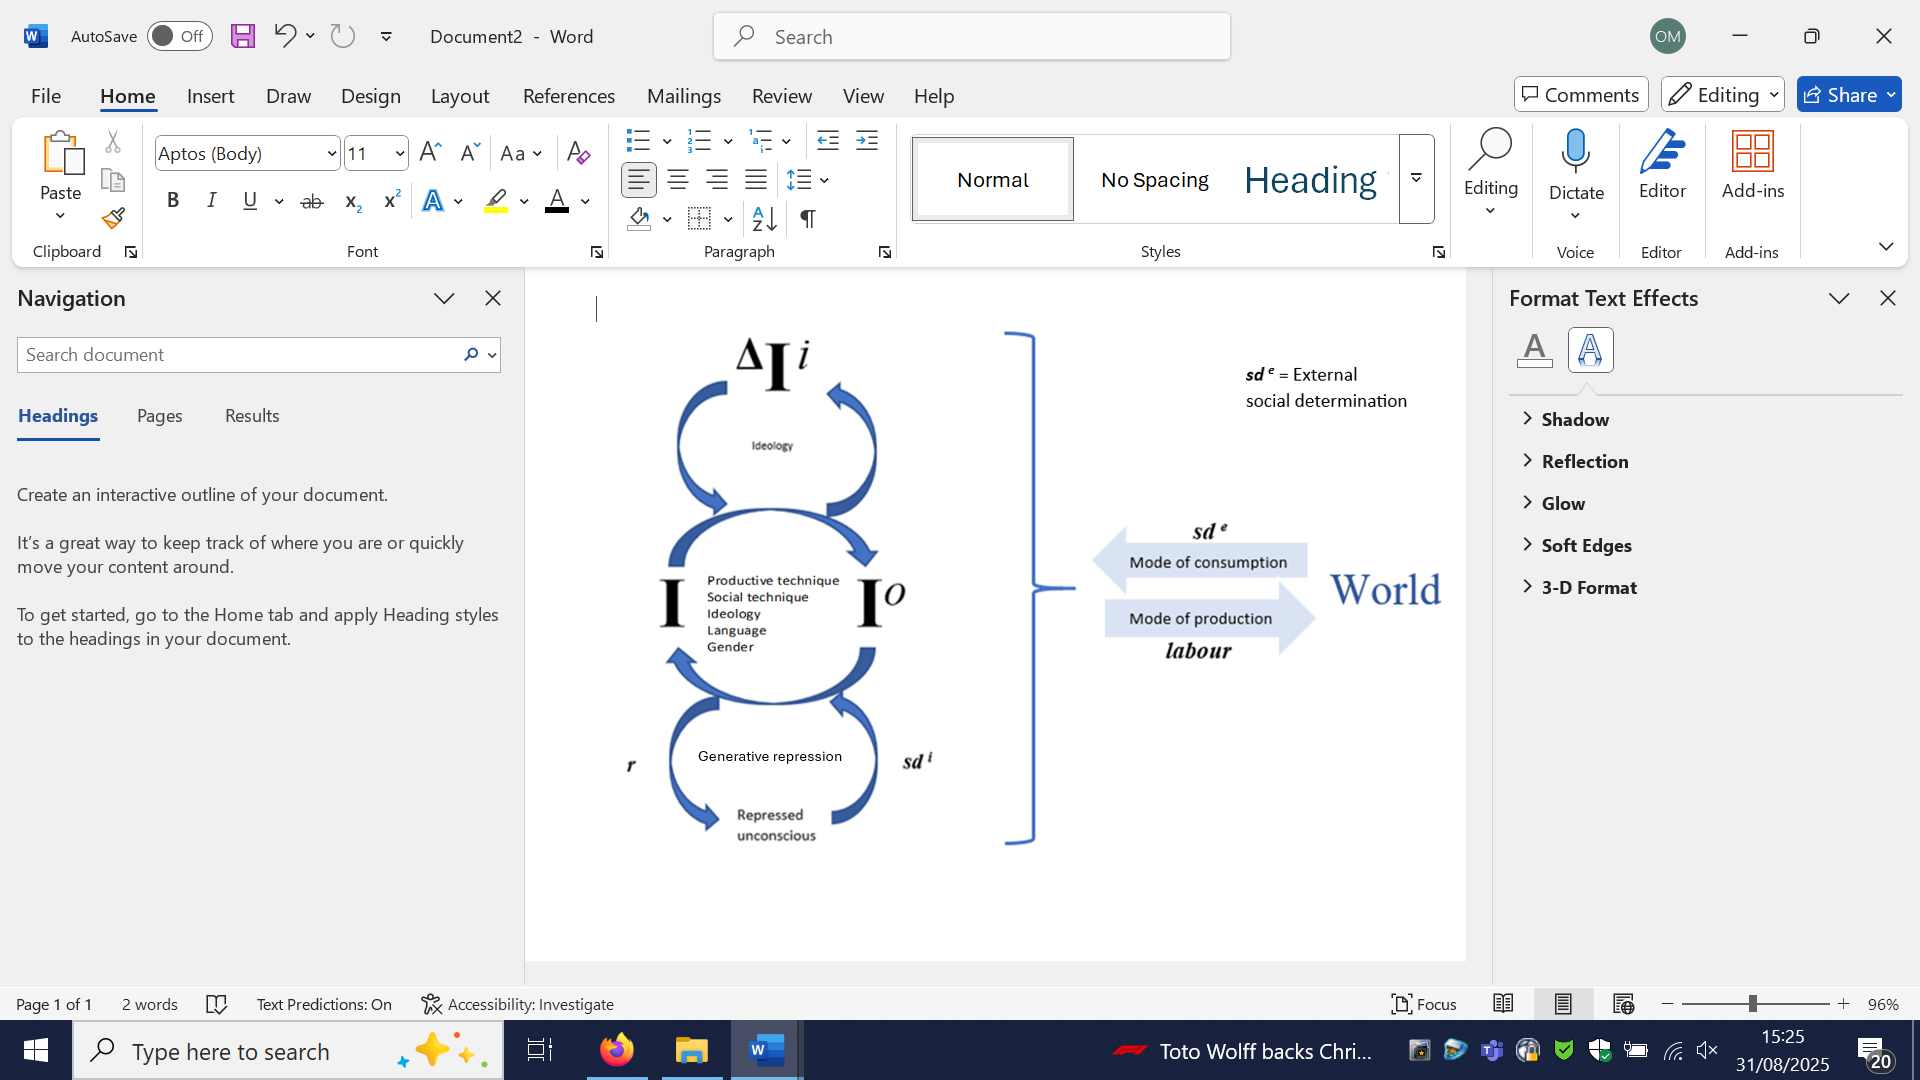 AutoSave Off Document2 - Word Search OM
File Home Insert Draw Design Layout References Mailings Review View Help Comments Editing Share
Paste Aptos (Body) 11 Aa Normal No Spacing Heading Editing Dictate Editor Add-ins
B I U ab x₂ x² A A
Clipboard Font Paragraph Styles Voice Editor Add-ins
Navigation
Search document
Headings Pages Results
Create an interactive outline of your document.
It's a great way to keep track of where you are or quickly
move your content around.
To get started, go to the Home tab and apply Heading styles
to the headings in your document.
Δ I i
Ideology
I
Productive technique
Social technique
Ideology
Language
Gender
I O
r
Generative repression
sd i
Repressed
unconscious
sd e = External
social determination
sd e
Mode of consumption
Mode of production
labour
World
Format Text Effects
Shadow
Reflection
Glow
Soft Edges
3-D Format
Page 1 of 1 2 words Text Predictions: On Accessibility: Investigate Focus 96%
Type here to search Toto Wolff backs Chri... 15:25
31/08/2025 20